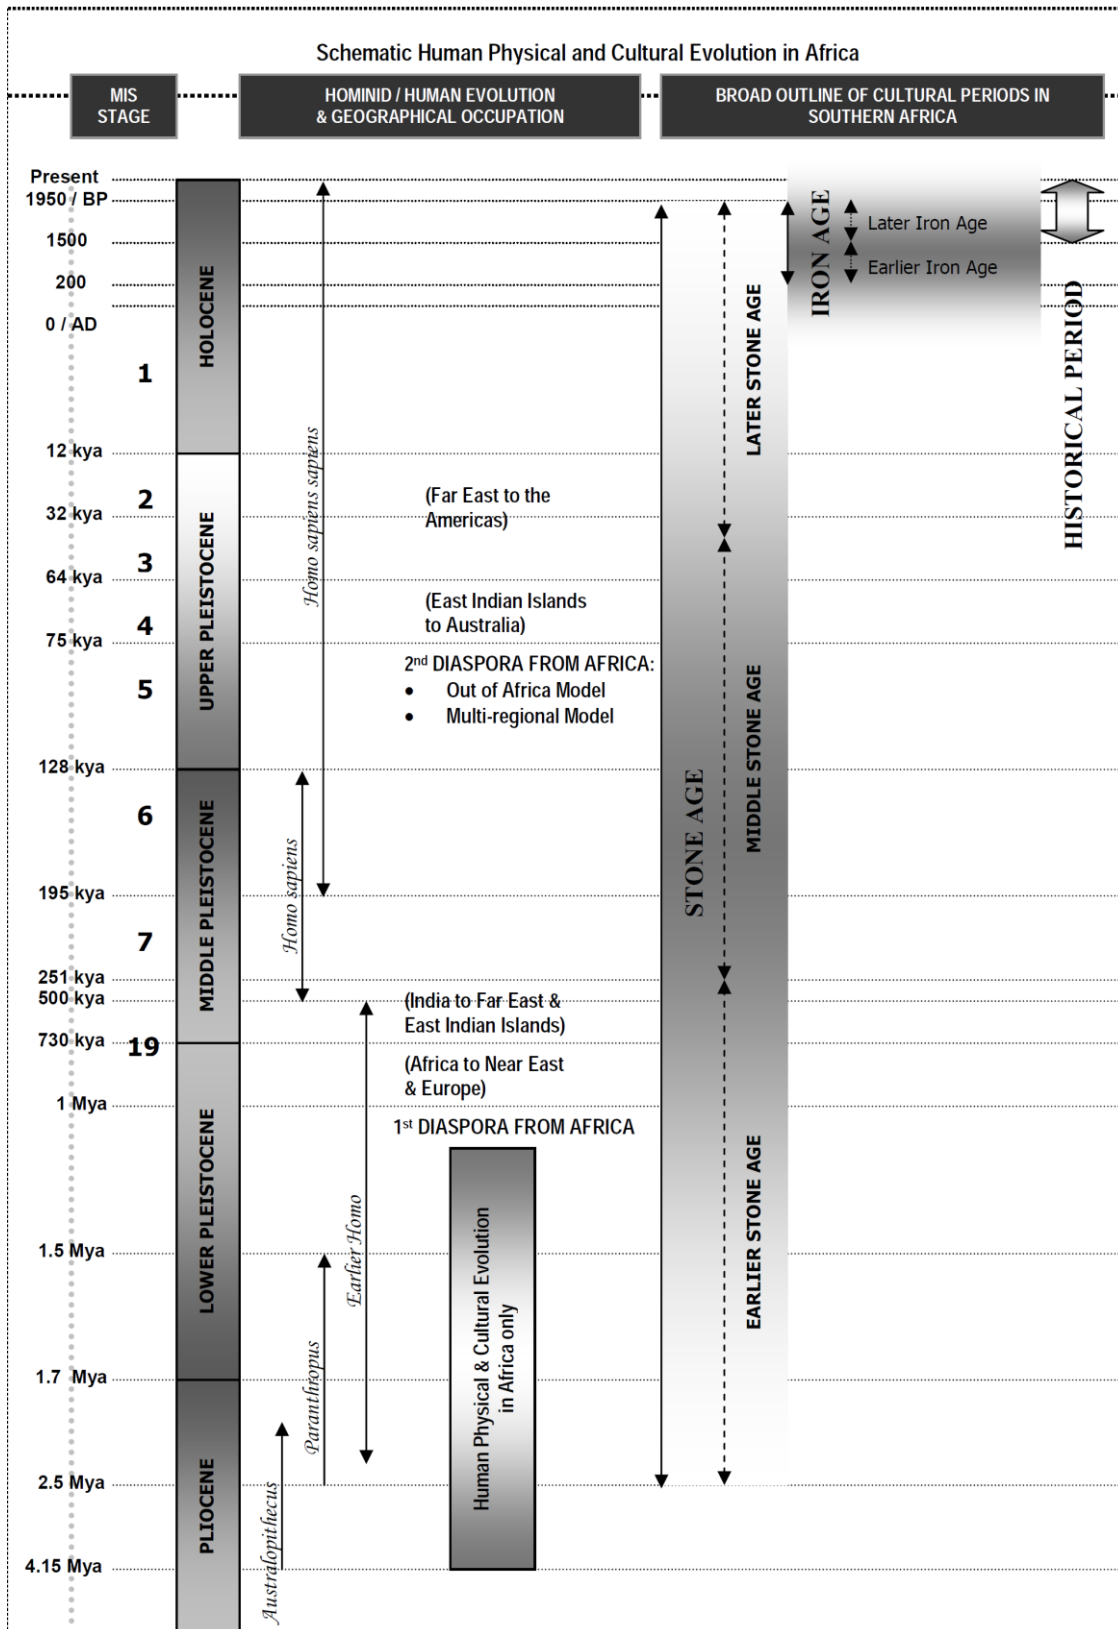 Schematic Human Physical and Cultural Evolution in Africa
MIS
STAGE
HOMINID / HUMAN EVOLUTION
& GEOGRAPHICAL OCCUPATION
BROAD OUTLINE OF CULTURAL PERIODS IN
SOUTHERN AFRICA
Present
1950 / BP
1500
200
0 / AD
12 kya
32 kya
64 kya
75 kya
128 kya
195 kya
251 kya
500 kya
730 kya
1 Mya
1.5 Mya
1.7 Mya
2.5 Mya
4.15 Mya
1
2
3
4
5
6
7
19
HOLOCENE
UPPER PLEISTOCENE
MIDDLE PLEISTOCENE
LOWER PLEISTOCENE
PLIOCENE
Homo sapiens sapiens
Homo sapiens
Earlier Homo
Paranthropus
Australopithecus
(Far East to the
Americas)
(East Indian Islands
to Australia)
2nd DIASPORA FROM AFRICA:
• Out of Africa Model
• Multi-regional Model
(India to Far East &
East Indian Islands)
(Africa to Near East
& Europe)
1st DIASPORA FROM AFRICA
Human Physical & Cultural Evolution
in Africa only
STONE AGE
LATER STONE AGE
MIDDLE STONE AGE
EARLIER STONE AGE
IRON AGE
Later Iron Age
Earlier Iron Age
HISTORICAL PERIOD